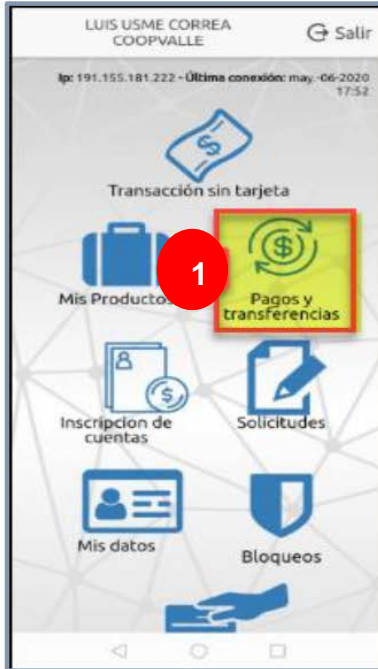 LUIS USME CORREA
COOPVALLE
Salir
Ip: 191.155.181.222 - Última conexión: may.-06-2020
17:52
Transacción sin tarjeta
1
Mis Productos
Pagos y
transferencias
Inscripcion de
cuentas
Solicitudes
Mis datos
Bloqueos